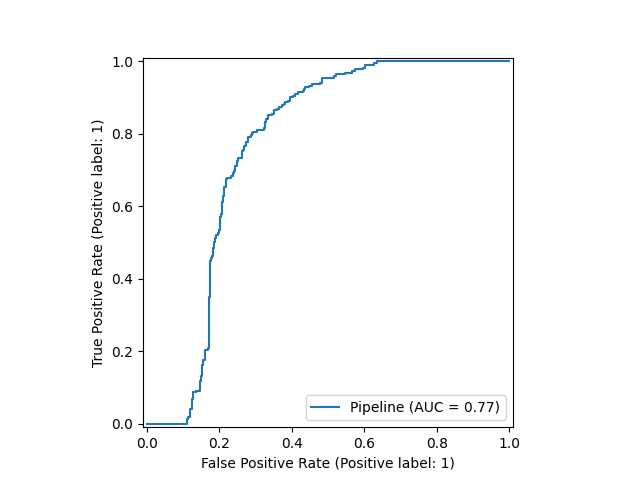 1.0
0.8
0.6
0.4
0.2
0.0
True Positive Rate (Positive label: 1)
Pipeline (AUC = 0.77)
0.0 0.2 0.4 0.6 0.8 1.0
False Positive Rate (Positive label: 1)